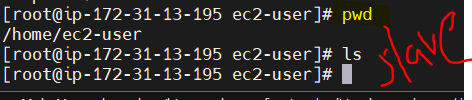 [root@ip-172-31-13-195 ec2-user]# pwd
/home/ec2-user
[root@ip-172-31-13-195 ec2-user]# ls
[root@ip-172-31-13-195 ec2-user]#
slave